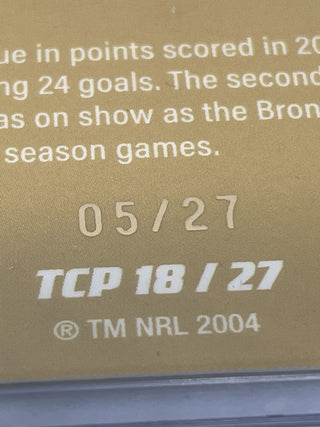 ue in points scored in 20
ng 24 goals. The second
as on show as the Bron
season games.
05/27
TCP 18 / 27
® TM NRL 2004